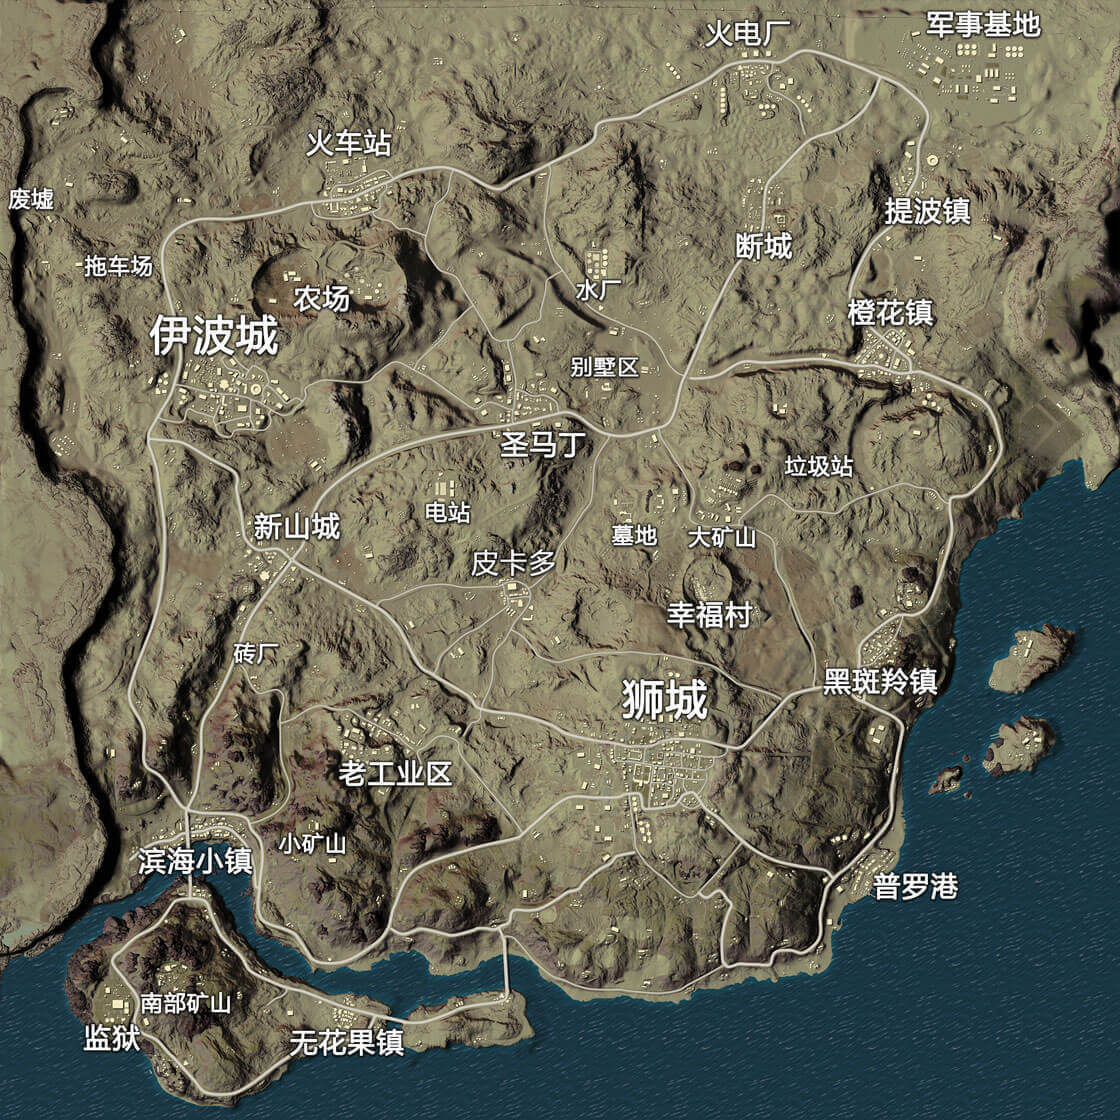 军事基地
火电厂
火车站
废墟
提波镇
断城
拖车场
水厂
农场
橙花镇
伊波城
别墅区
圣马丁
垃圾站
电站
新山城
墓地
大矿山
皮卡多
幸福村
砖厂
黑斑羚镇
狮城
老工业区
小矿山
滨海小镇
普罗港
南部矿山
监狱
无花果镇